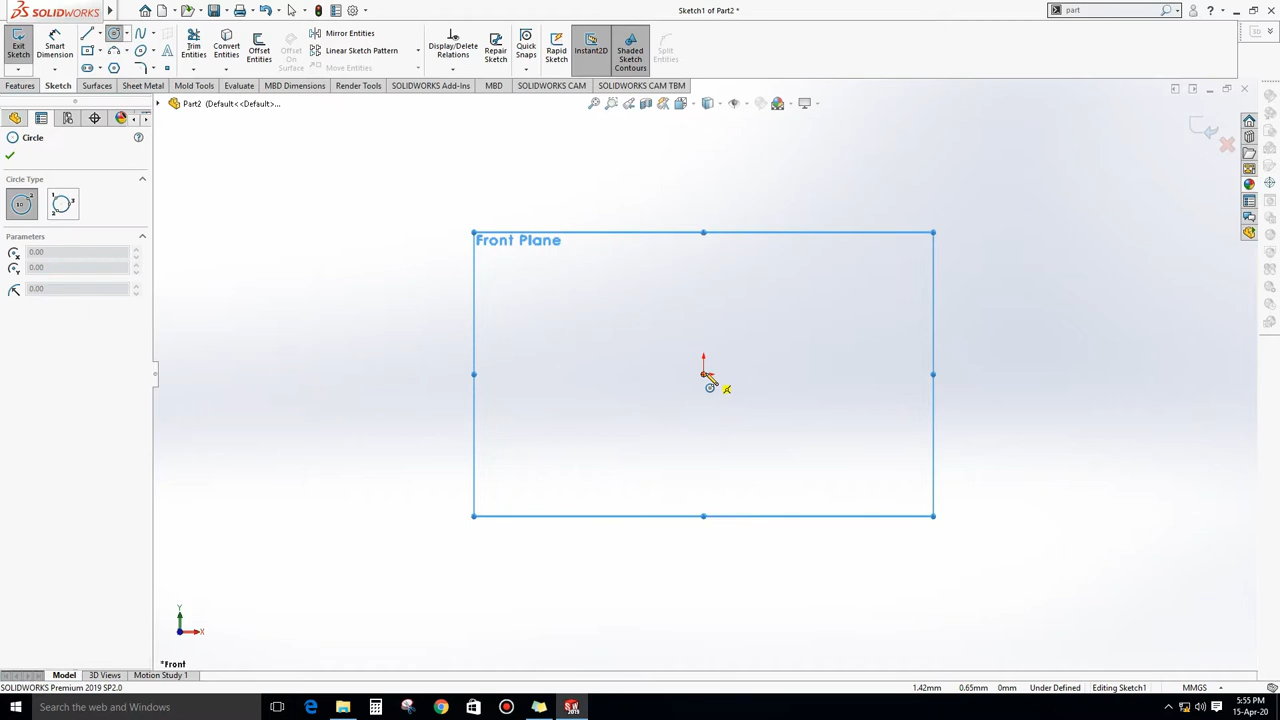 SOLIDWORKS
Sketch1 of Part2 *
part
Exit Sketch
Smart Dimension
Trim Entities
Convert Entities
Offset Entities
Offset On Surface
Mirror Entities
Linear Sketch Pattern
Move Entities
Display/Delete Relations
Repair Sketch
Quick Snaps
Rapid Sketch
Instant2D
Shaded Sketch Contours
Split Entities
Features
Sketch
Surfaces
Sheet Metal
Mold Tools
Evaluate
MBD Dimensions
Render Tools
SOLIDWORKS Add-Ins
MBD
SOLIDWORKS CAM
SOLIDWORKS CAM TBM
Part2 (Default<<Default>...
Circle
Circle Type
Parameters
0.00
0.00
0.00
Front Plane
Y
X
*Front
Model
3D Views
Motion Study 1
SOLIDWORKS Premium 2019 SP2.0
1.42mm
0.65mm
0mm
Under Defined
Editing Sketch1
MMGS
Search the web and Windows
5:55 PM
15-Apr-20